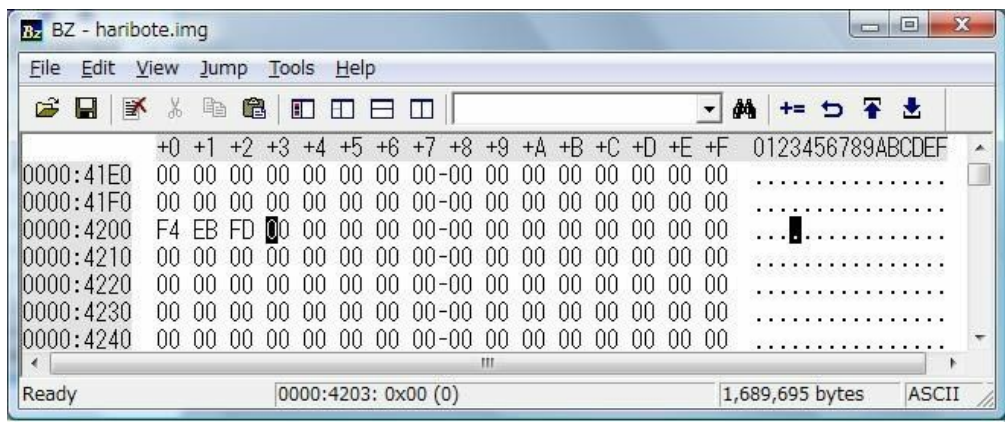 BZ - haribote.img
File Edit View Jump Tools Help
+0 +1 +2 +3 +4 +5 +6 +7 +8 +9 +A +B +C +D +E +F 0123456789ABCDEF
0000:41E0 00 00 00 00 00 00 00 00-00 00 00 00 00 00 00 00 ................
0000:41F0 00 00 00 00 00 00 00 00-00 00 00 00 00 00 00 00 ................
0000:4200 F4 EB FD 00 00 00 00 00-00 00 00 00 00 00 00 00 ................
0000:4210 00 00 00 00 00 00 00 00-00 00 00 00 00 00 00 00 ................
0000:4220 00 00 00 00 00 00 00 00-00 00 00 00 00 00 00 00 ................
0000:4230 00 00 00 00 00 00 00 00-00 00 00 00 00 00 00 00 ................
0000:4240 00 00 00 00 00 00 00 00-00 00 00 00 00 00 00 00 ................
Ready 0000:4203: 0x00 (0) 1,689,695 bytes ASCII